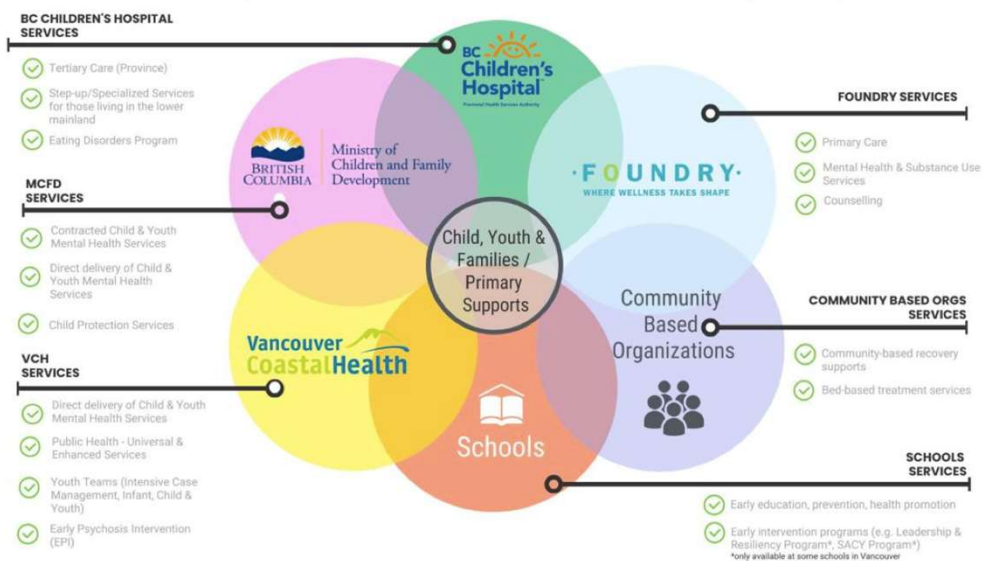 BC CHILDREN'S HOSPITAL
SERVICES
Tertiary Care (Province)
Step-up/Specialized Services
for those living in the lower
mainland
Eating Disorders Program
MCFD
SERVICES
Contracted Child & Youth
Mental Health Services
Direct delivery of Child &
Youth Mental Health
Services
Child Protection Services
VCH
SERVICES
Direct delivery of Child & Youth
Mental Health Services
Public Health - Universal &
Enhanced Services
Youth Teams (Intensive Case
Management, Infant, Child &
Youth)
Early Psychosis Intervention
(EPI)
BC
Children's
Hospital
Provincial Health Services Authority
BRITISH
COLUMBIA
Ministry of
Children and Family
Development
·FOUNDRY·
WHERE WELLNESS TAKES SHAPE
Child, Youth &
Families /
Primary
Supports
Vancouver
CoastalHealth
Community
Based
Organizations
Schools
FOUNDRY SERVICES
Primary Care
Mental Health & Substance Use
Services
Counselling
COMMUNITY BASED ORGS
SERVICES
Community-based recovery
supports
Bed-based treatment services
SCHOOLS
SERVICES
Early education, prevention, health promotion
Early intervention programs (e.g. Leadership &
Resiliency Program*, SACY Program*)
*only available at some schools in Vancouver